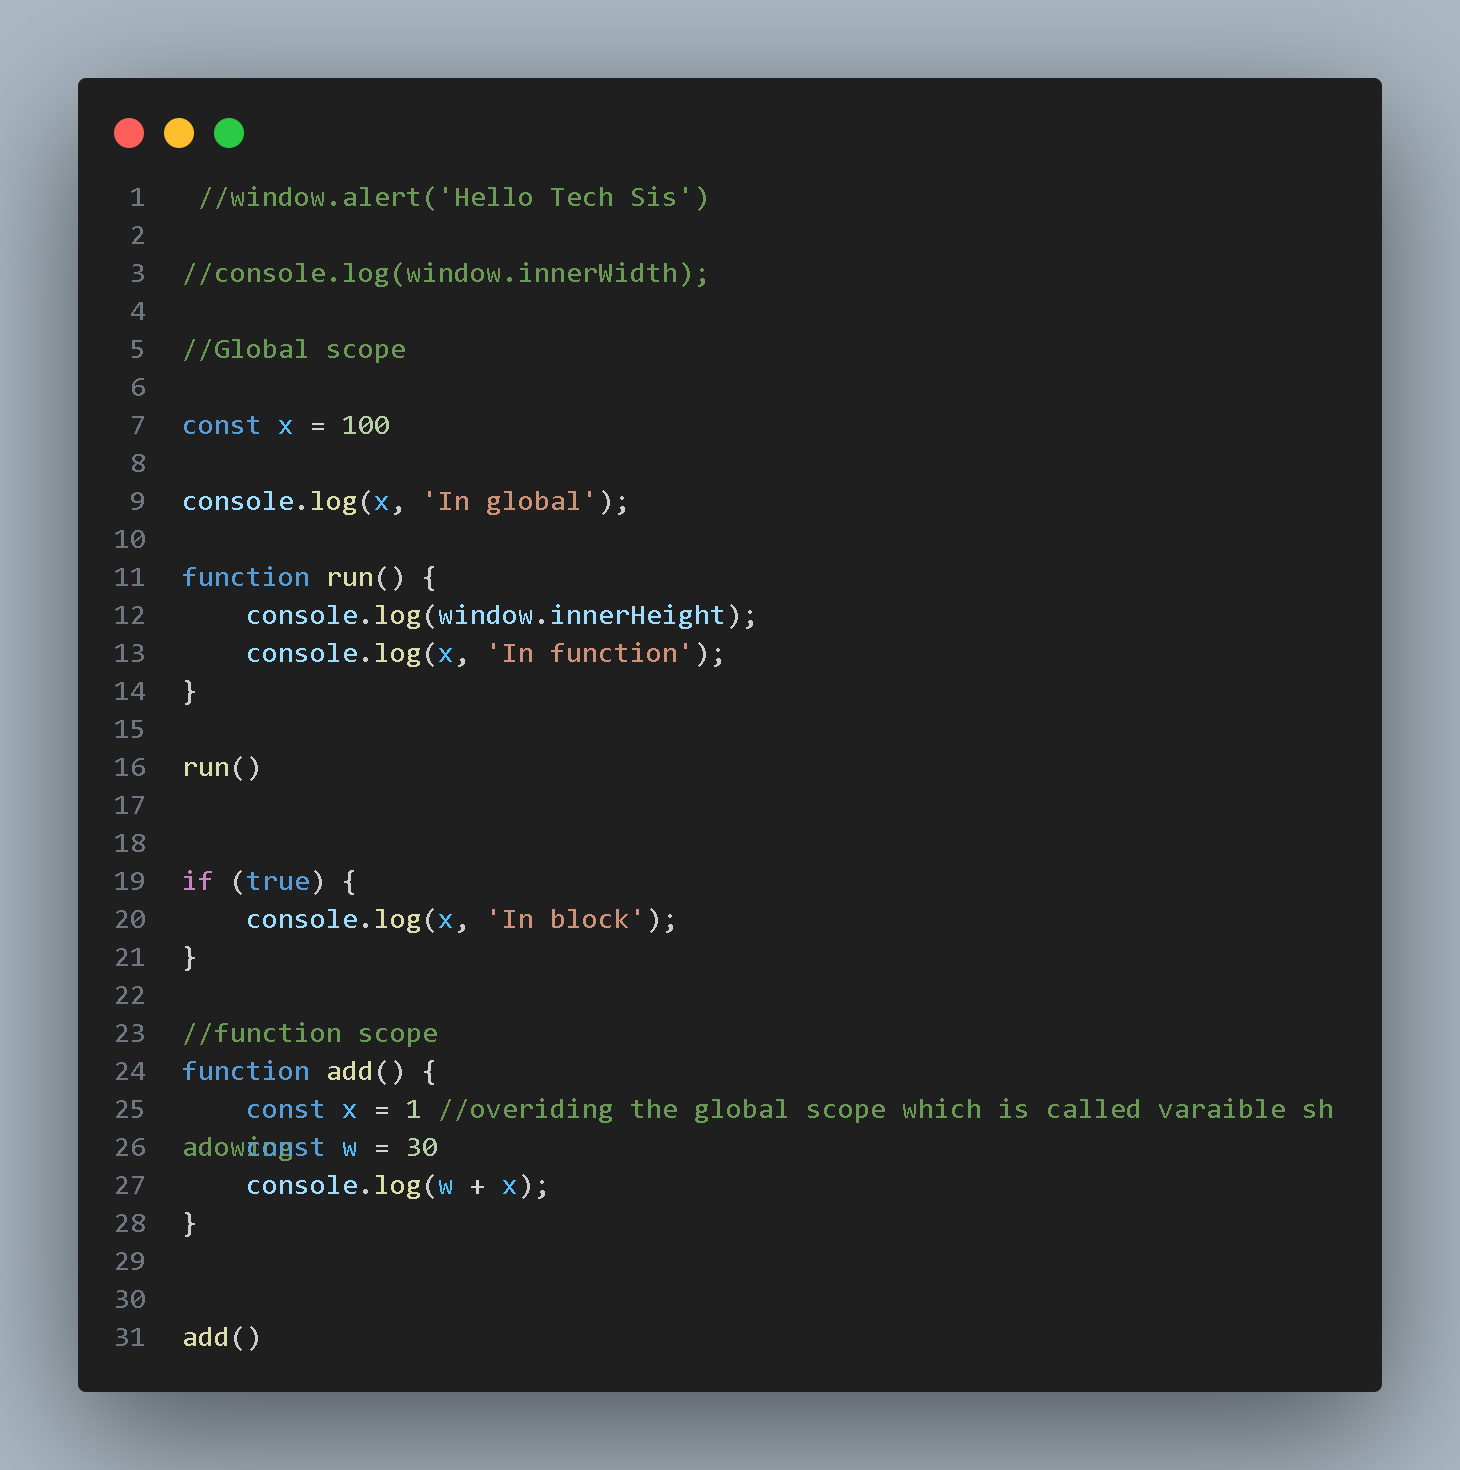 1 //window.alert('Hello Tech Sis')
2
3 //console.log(window.innerWidth);
4
5 //Global scope
6
7 const x = 100
8
9 console.log(x, 'In global');
10
11 function run() {
12     console.log(window.innerHeight);
13     console.log(x, 'In function');
14 }
15
16 run()
17
18
19 if (true) {
20     console.log(x, 'In block');
21 }
22
23 //function scope
24 function add() {
25     const x = 1 //overiding the global scope which is called varaible sh
adowing
26     const w = 30
27     console.log(w + x);
28 }
29
30
31 add()